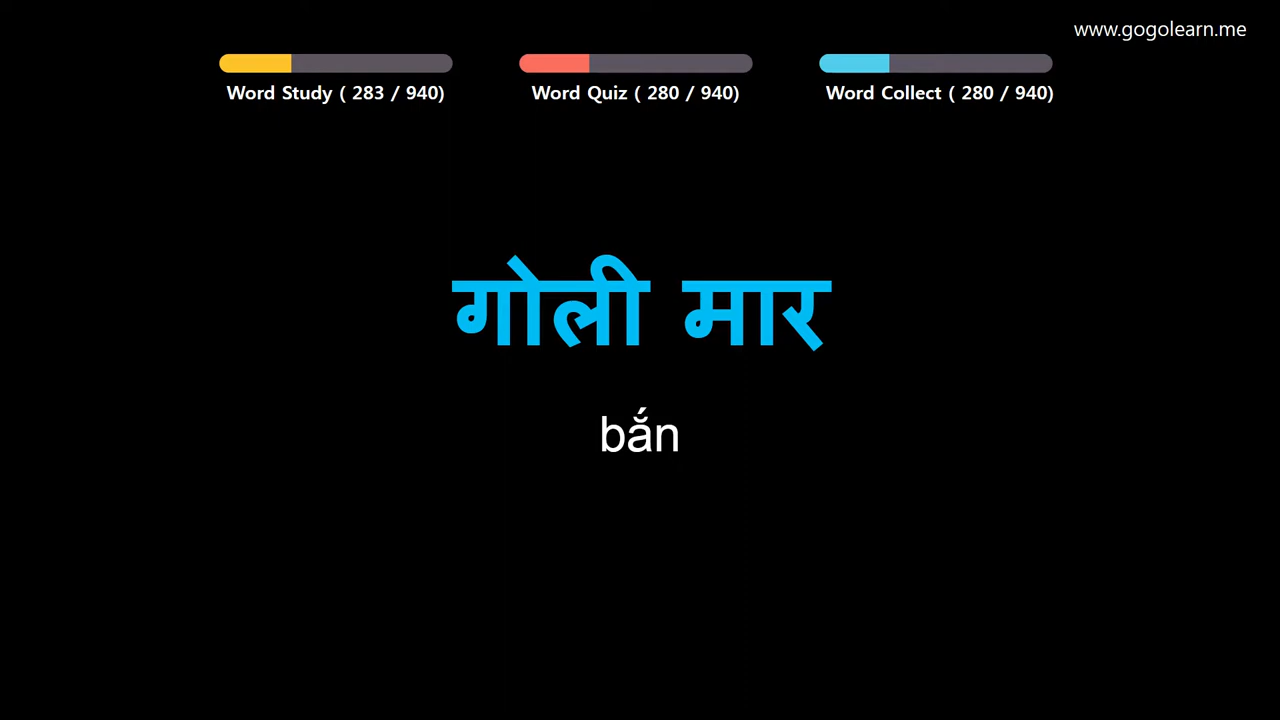 www.gogolearn.me
Word Study ( 283 / 940)
Word Quiz ( 280 / 940)
Word Collect ( 280 / 940)
गोली मार
bắn